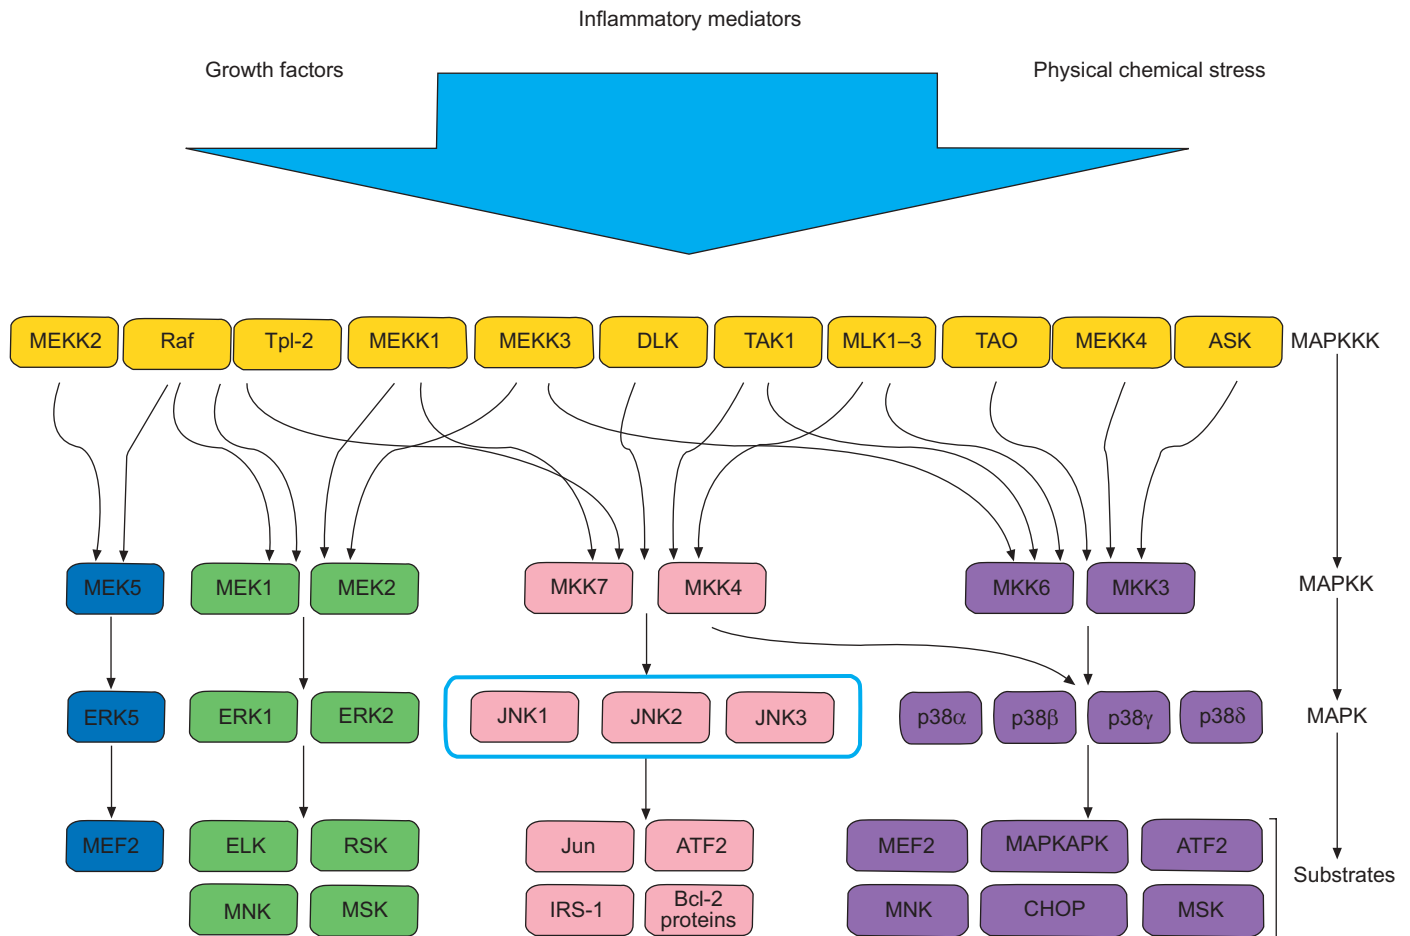 Inflammatory mediators
Growth factors
Physical chemical stress
MEKK2
Raf
Tpl-2
MEKK1
MEKK3
DLK
TAK1
MLK1–3
TAO
MEKK4
ASK
MAPKKK
MEK5
MEK1
MEK2
MKK7
MKK4
MKK6
MKK3
MAPKK
ERK5
ERK1
ERK2
JNK1
JNK2
JNK3
p38α
p38β
p38γ
p38δ
MAPK
MEF2
ELK
RSK
Jun
ATF2
MEF2
MAPKAPK
ATF2
Substrates
MNK
MSK
IRS-1
Bcl-2
proteins
MNK
CHOP
MSK